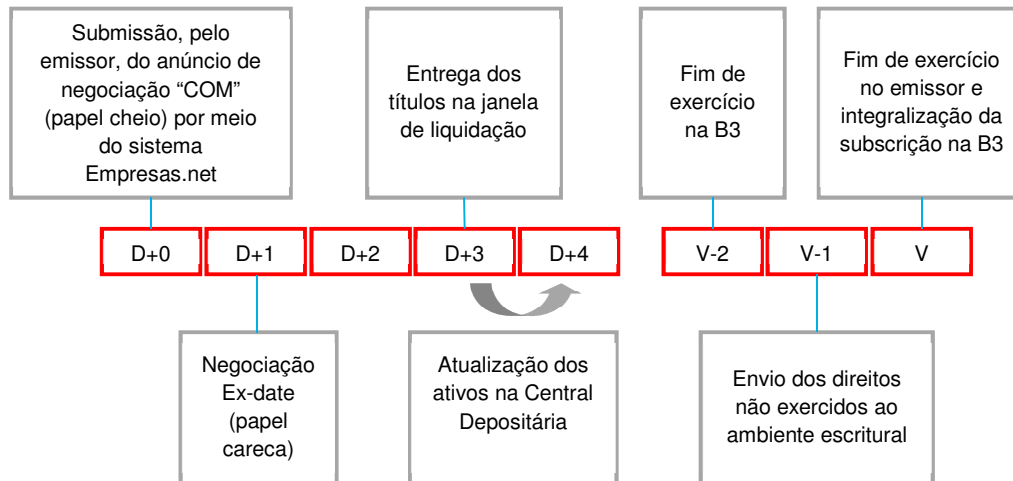 Submissão, pelo
emissor, do anúncio de
negociação “COM”
(papel cheio) por meio
do sistema
Empresas.net
Entrega dos
títulos na janela
de liquidação
Fim de
exercício
na B3
Fim de exercício
no emissor e
integralização da
subscrição na B3
D+0
D+1
D+2
D+3
D+4
V-2
V-1
V
Negociação
Ex-date
(papel
careca)
Atualização dos
ativos na Central
Depositária
Envio dos direitos
não exercidos ao
ambiente escritural